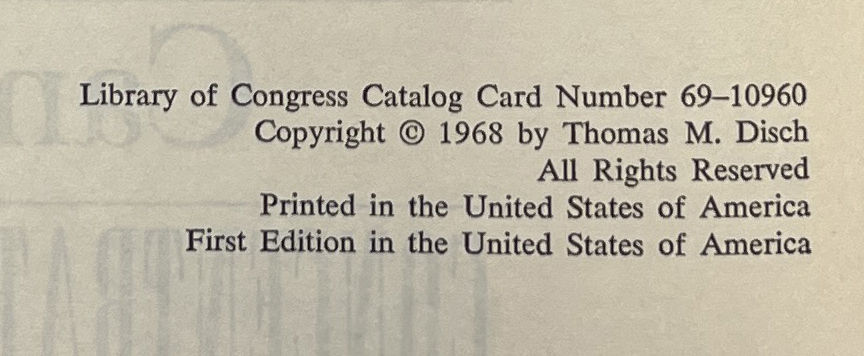 Library of Congress Catalog Card Number 69–10960
Copyright © 1968 by Thomas M. Disch
All Rights Reserved
Printed in the United States of America
First Edition in the United States of America